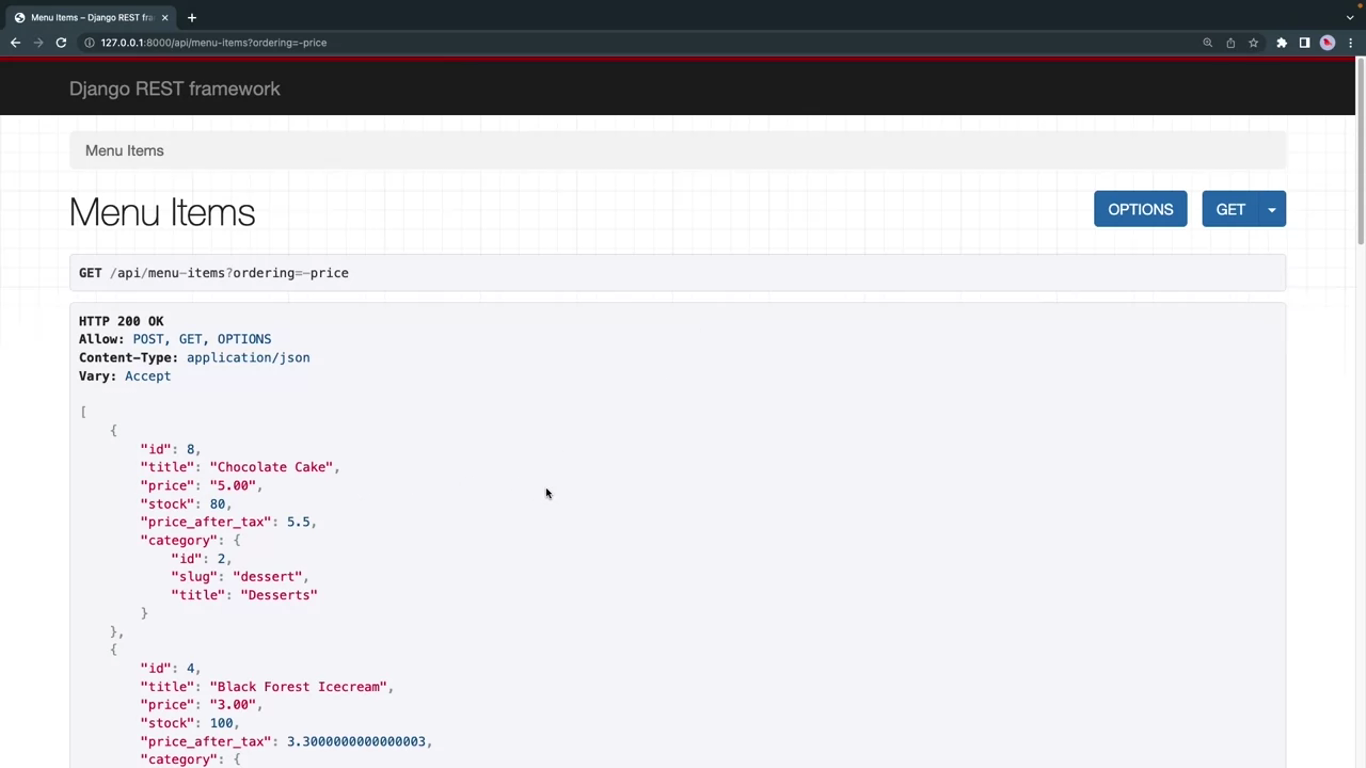 Menu Items – Django REST fra
127.0.0.1:8000/api/menu-items?ordering=-price
Django REST framework
Menu Items
Menu Items
OPTIONS
GET
GET /api/menu-items?ordering=-price
HTTP 200 OK
Allow: POST, GET, OPTIONS
Content-Type: application/json
Vary: Accept
[
    {
        "id": 8,
        "title": "Chocolate Cake",
        "price": "5.00",
        "stock": 80,
        "price_after_tax": 5.5,
        "category": {
            "id": 2,
            "slug": "dessert",
            "title": "Desserts"
        }
    },
    {
        "id": 4,
        "title": "Black Forest Icecream",
        "price": "3.00",
        "stock": 100,
        "price_after_tax": 3.3000000000000003,
        "category": {